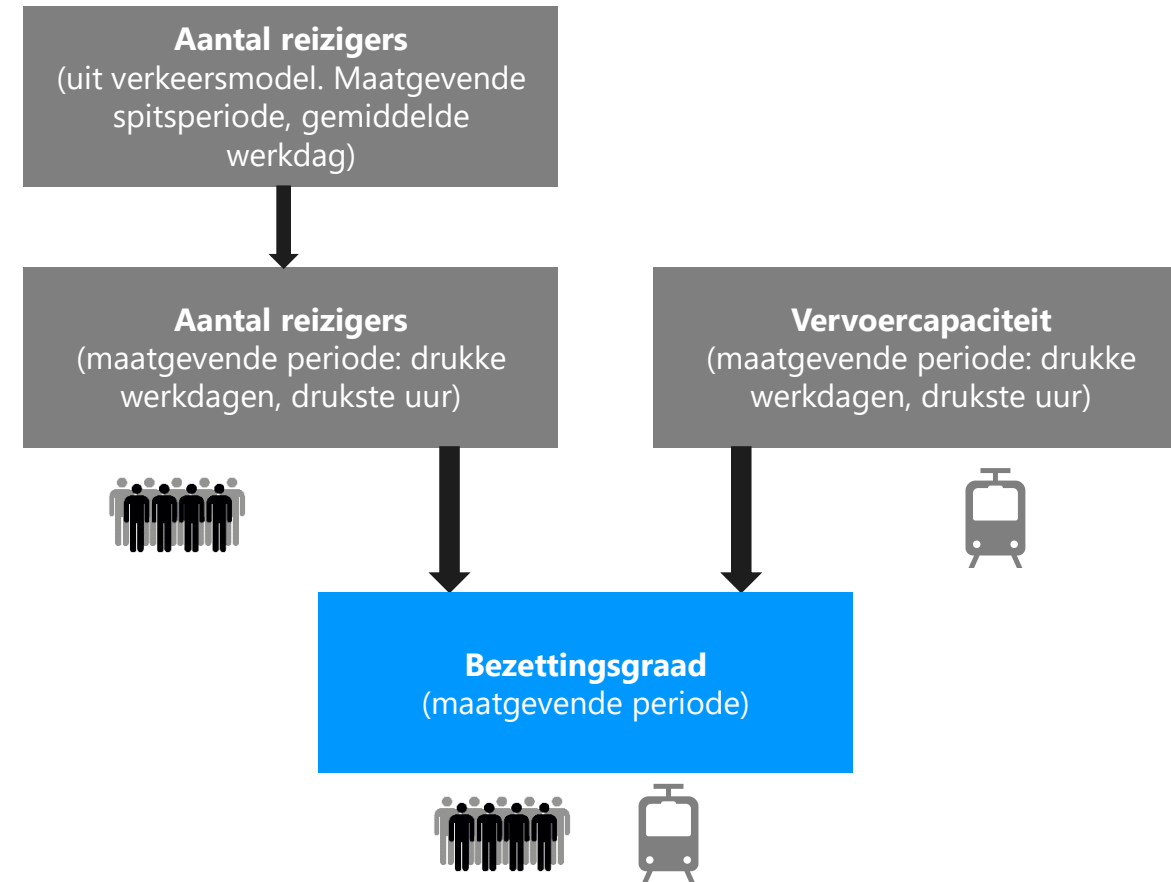 Aantal reizigers
(uit verkeersmodel. Maatgevende
spitsperiode, gemiddelde
werkdag)
Aantal reizigers
(maatgevende periode: drukke
werkdagen, drukste uur)
Vervoercapaciteit
(maatgevende periode: drukke
werkdagen, drukste uur)
Bezettingsgraad
(maatgevende periode)